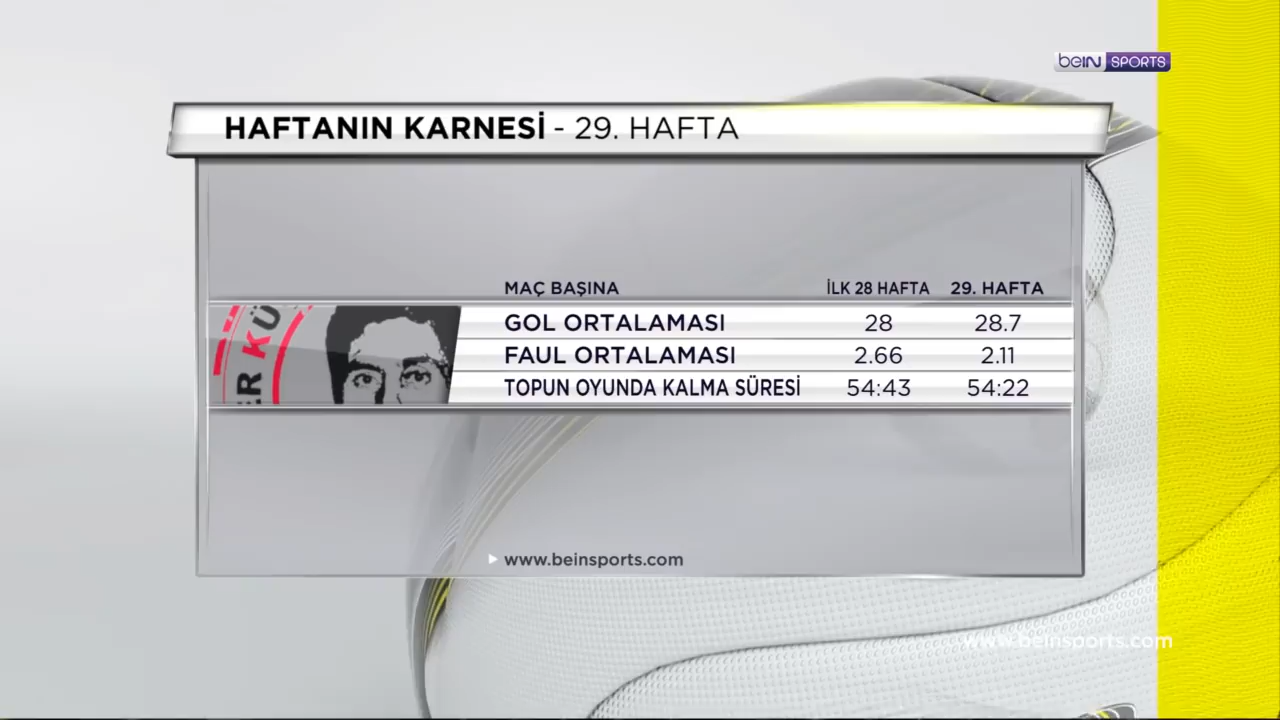 beIN SPORTS
HAFTANIN KARNESİ - 29. HAFTA
MAÇ BAŞINA İLK 28 HAFTA 29. HAFTA
GOL ORTALAMASI 28 28.7
FAUL ORTALAMASI 2.66 2.11
TOPUN OYUNDA KALMA SÜRESİ 54:43 54:22
ER KÜ
www.beinsports.com
www.beinsports.com